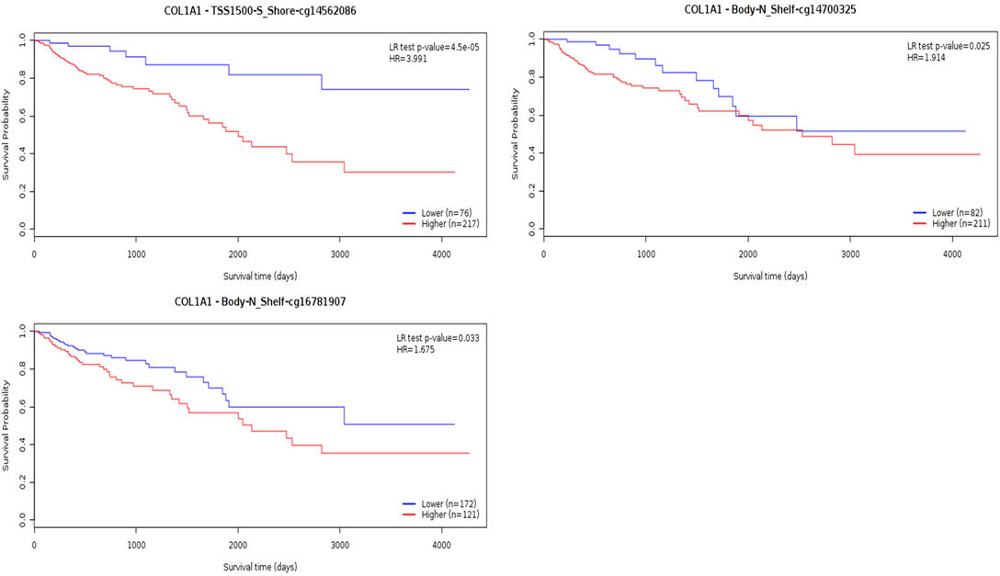 COL1A1 - TSS1500-S_Shore-cg14562086
LR test p-value=4.5e-05
HR=3.991
Survival Probability
1.0
0.8
0.6
0.4
0.2
0.0
Lower (n=76)
Higher (n=217)
0 1000 2000 3000 4000
Survival time (days)
COL1A1 - Body-N_Shelf-cg14700325
LR test p-value=0.025
HR=1.914
Survival Probability
1.0
0.8
0.6
0.4
0.2
0.0
Lower (n=82)
Higher (n=211)
0 1000 2000 3000 4000
Survival time (days)
COL1A1 - Body-N_Shelf-cg16781907
LR test p-value=0.033
HR=1.675
Survival Probability
1.0
0.8
0.6
0.4
0.2
0.0
Lower (n=172)
Higher (n=121)
0 1000 2000 3000 4000
Survival time (days)